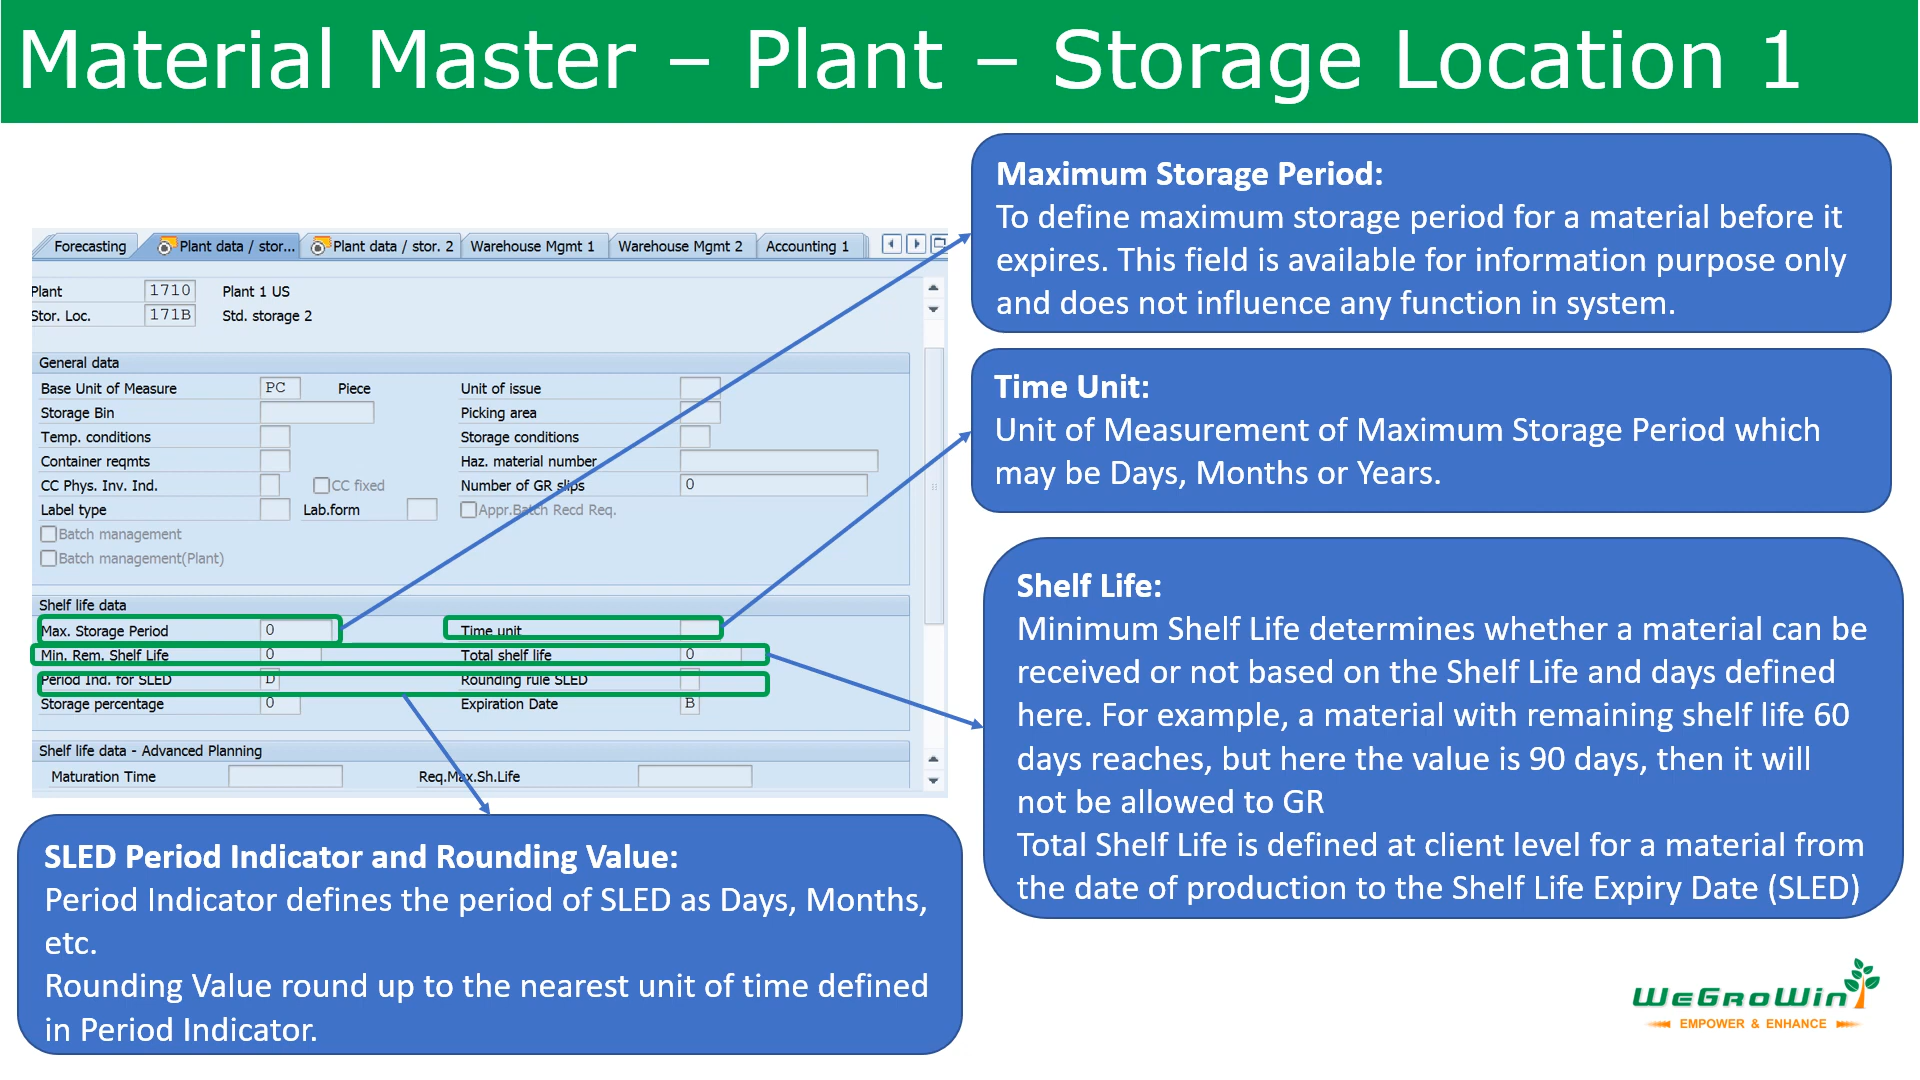 Material Master – Plant – Storage Location 1
Maximum Storage Period:
To define maximum storage period for a material before it
expires. This field is available for information purpose only
and does not influence any function in system.
Time Unit:
Unit of Measurement of Maximum Storage Period which
may be Days, Months or Years.
Shelf Life:
Minimum Shelf Life determines whether a material can be
received or not based on the Shelf Life and days defined
here. For example, a material with remaining shelf life 60
days reaches, but here the value is 90 days, then it will
not be allowed to GR
Total Shelf Life is defined at client level for a material from
the date of production to the Shelf Life Expiry Date (SLED)
Forecasting Plant data / stor... Plant data / stor. 2 Warehouse Mgmt 1 Warehouse Mgmt 2 Accounting 1
Plant 1710 Plant 1 US
Stor. Loc. 171B Std. storage 2
General data
Base Unit of Measure PC Piece Unit of issue
Storage Bin Picking area
Temp. conditions Storage conditions
Container reqmts Haz. material number
CC Phys. Inv. Ind. CC fixed Number of GR slips 0
Label type Lab.form Appr.Batch Recd Req.
Batch management
Batch management(Plant)
Shelf life data
Max. Storage Period 0 Time unit
Min. Rem. Shelf Life 0 Total shelf life 0
Period Ind. for SLED D Rounding rule SLED
Storage percentage 0 Expiration Date B
Shelf life data - Advanced Planning
Maturation Time Req.Max.Sh.Life
SLED Period Indicator and Rounding Value:
Period Indicator defines the period of SLED as Days, Months,
etc.
Rounding Value round up to the nearest unit of time defined
in Period Indicator.
WeGroWin
EMPOWER & ENHANCE